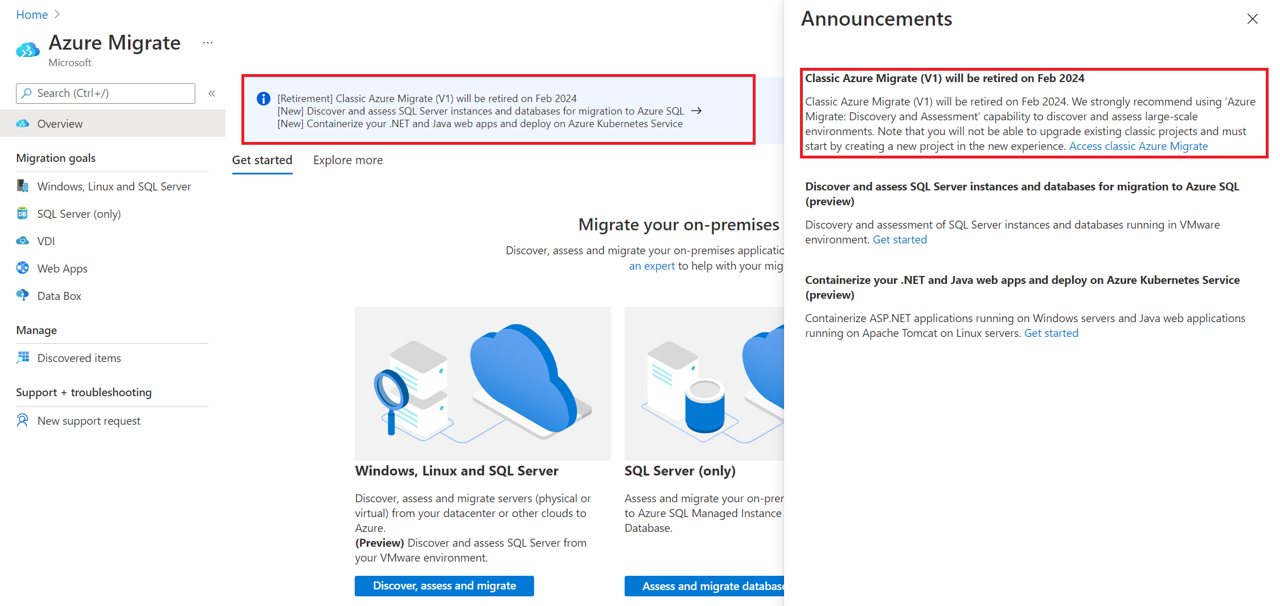 Home
Azure Migrate
Microsoft
Search (Ctrl+/)
Overview
Migration goals
Windows, Linux and SQL Server
SQL Server (only)
VDI
Web Apps
Data Box
Manage
Discovered items
Support + troubleshooting
New support request
[Retirement] Classic Azure Migrate (V1) will be retired on Feb 2024
[New] Discover and assess SQL Server instances and databases for migration to Azure SQL
[New] Containerize your .NET and Java web apps and deploy on Azure Kubernetes Service
Get started
Explore more
Migrate your on-premises
Discover, assess and migrate your on-premises applicatio
an expert to help with your mig
Windows, Linux and SQL Server
Discover, assess and migrate servers (physical or
virtual) from your datacenter or other clouds to
Azure.
(Preview) Discover and assess SQL Server from
your VMware environment.
Discover, assess and migrate
SQL Server (only)
Assess and migrate your on-prer
to Azure SQL Managed Instance
Database.
Assess and migrate database
Announcements
Classic Azure Migrate (V1) will be retired on Feb 2024
Classic Azure Migrate (V1) will be retired on Feb 2024. We strongly recommend using 'Azure
Migrate: Discovery and Assessment' capability to discover and assess large-scale
environments. Note that you will not be able to upgrade existing classic projects and must
start by creating a new project in the new experience. Access classic Azure Migrate
Discover and assess SQL Server instances and databases for migration to Azure SQL
(preview)
Discovery and assessment of SQL Server instances and databases running in VMware
environment. Get started
Containerize your .NET and Java web apps and deploy on Azure Kubernetes Service
(preview)
Containerize ASP.NET applications running on Windows servers and Java web applications
running on Apache Tomcat on Linux servers. Get started